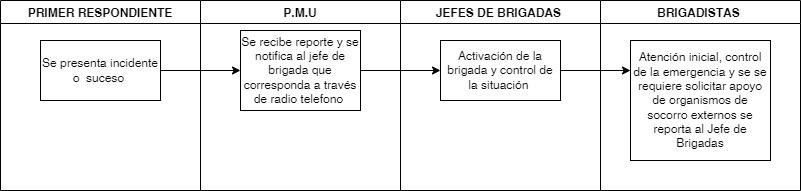 PRIMER RESPONDIENTE
P.M.U
JEFES DE BRIGADAS
BRIGADISTAS
Se presenta incidente
o suceso
Se recibe reporte y se
notifica al jefe de
brigada que
corresponda a través
de radio telefono
Activación de la
brigada y control de
la situación
Atención inicial, control
de la emergencia y se se
requiere solicitar apoyo
de organismos de
socorro externos se
reporta al Jefe de
Brigadas